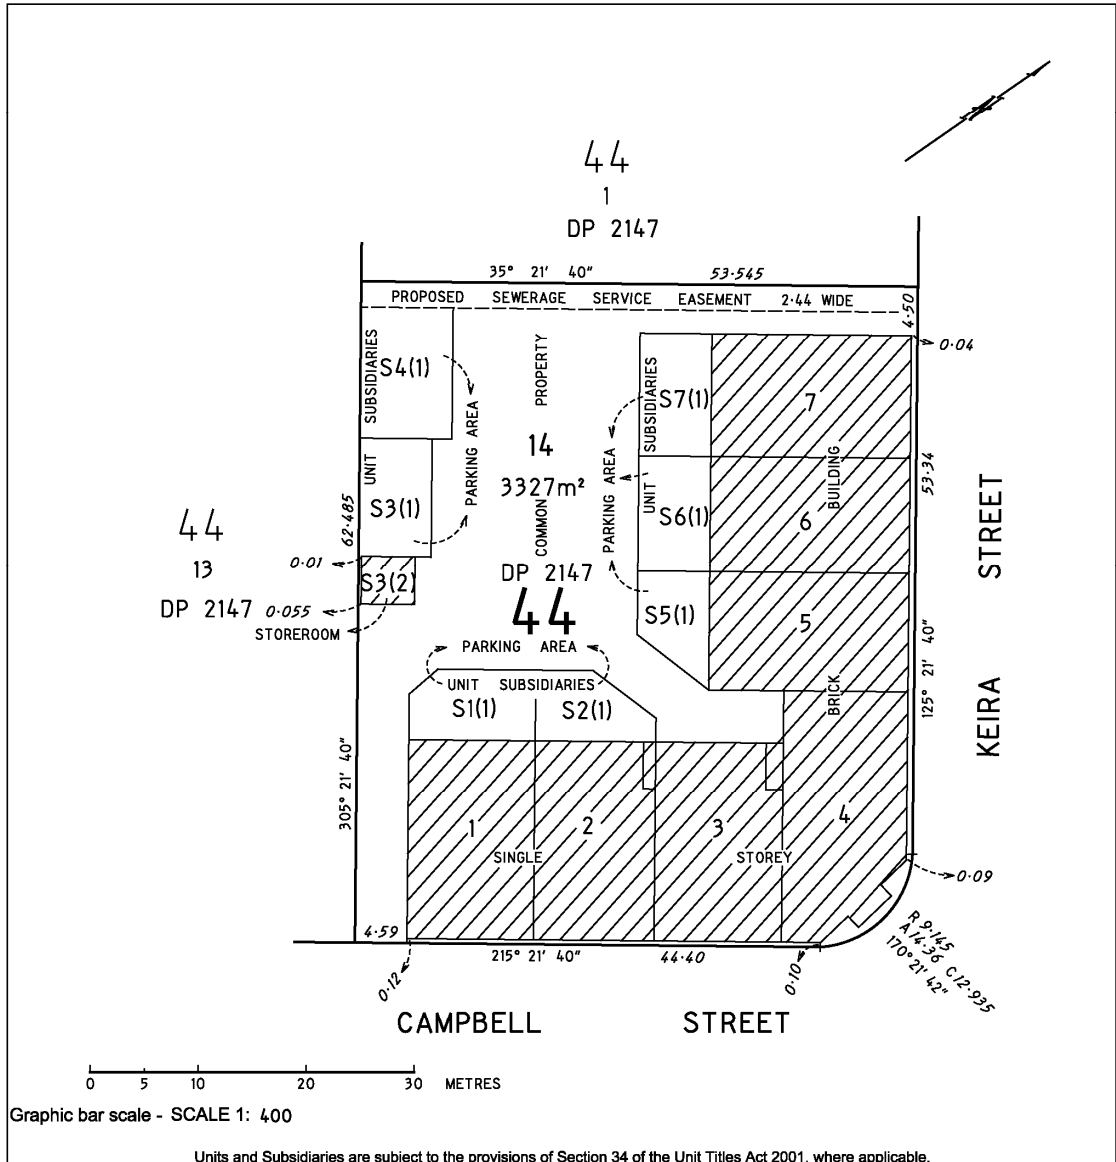 44
1
DP 2147
35° 21' 40"
53·545
PROPOSED SEWERAGE SERVICE EASEMENT 2·44 WIDE
4·50
0·04
SUBSIDIARIES
S4(1)
PARKING AREA
PROPERTY
SUBSIDIARIES
S7(1)
7
14
3327m²
UNIT
S3(1)
COMMON
PARKING AREA
UNIT
S6(1)
6
BUILDING
53·34
STREET
62·485
44
13
DP 2147
0·01
0·055
S3(2)
STOREROOM
DP 2147
44
S5(1)
5
PARKING AREA
UNIT SUBSIDIARIES
S1(1)
S2(1)
BRICK
125° 21' 40"
KEIRA
305° 21' 40"
1
2
3
4
SINGLE
STOREY
0·09
4·59
215° 21' 40"
44·40
R 9·145
A 14·36 C12·935
170° 21' 42"
0·12
0·10
CAMPBELL STREET
0 5 10 20 30 METRES
Graphic bar scale - SCALE 1: 400
Units and Subsidiaries are subject to the provisions of Section 34 of the Unit Titles Act 2001, where applicable.